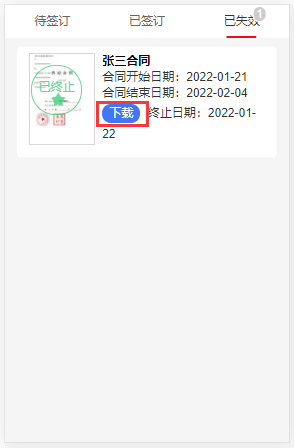 待签订 已签订 已失效 1
张三合同
合同开始日期：2022-01-21
合同结束日期：2022-02-04
下载 终止日期：2022-01-
22
已终止